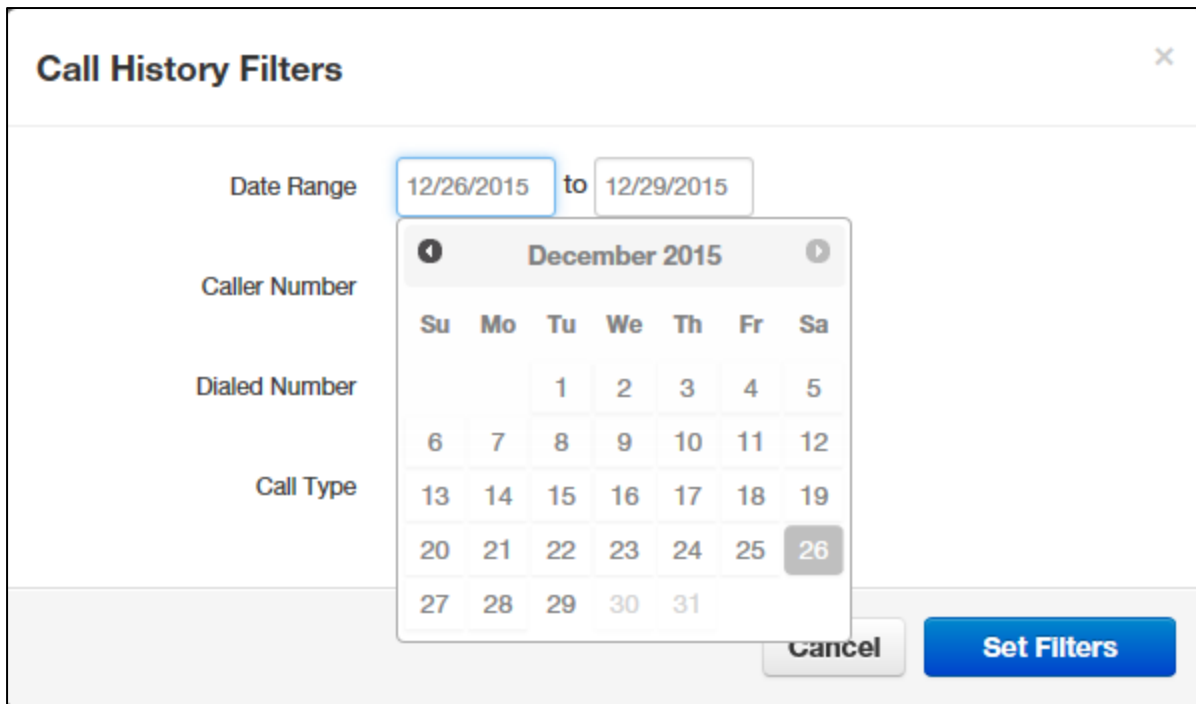 Call History Filters ×
Date Range 12/26/2015 to 12/29/2015
December 2015
Caller Number
Su Mo Tu We Th Fr Sa
Dialed Number
1 2 3 4 5
6 7 8 9 10 11 12
Call Type
13 14 15 16 17 18 19
20 21 22 23 24 25 26
27 28 29 30 31
Cancel Set Filters